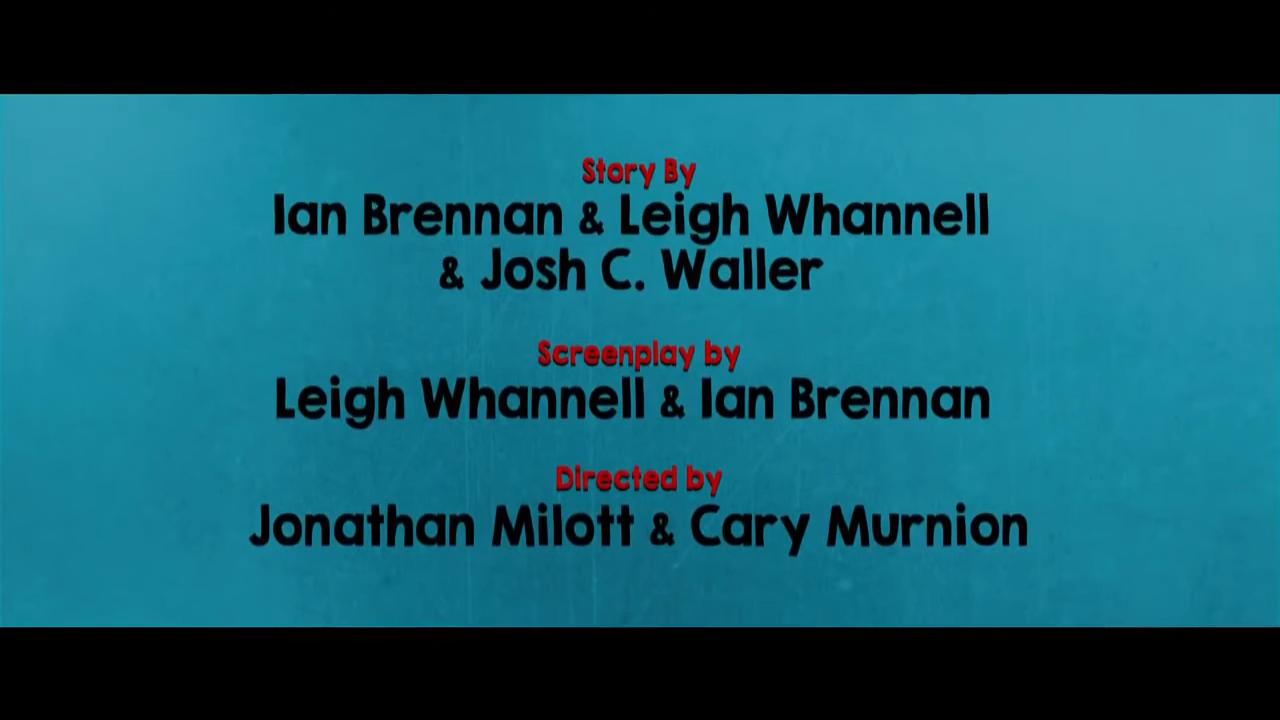 Story By
Ian Brennan & Leigh Whannell
& Josh C. Waller
Screenplay by
Leigh Whannell & Ian Brennan
Directed by
Jonathan Milott & Cary Murnion